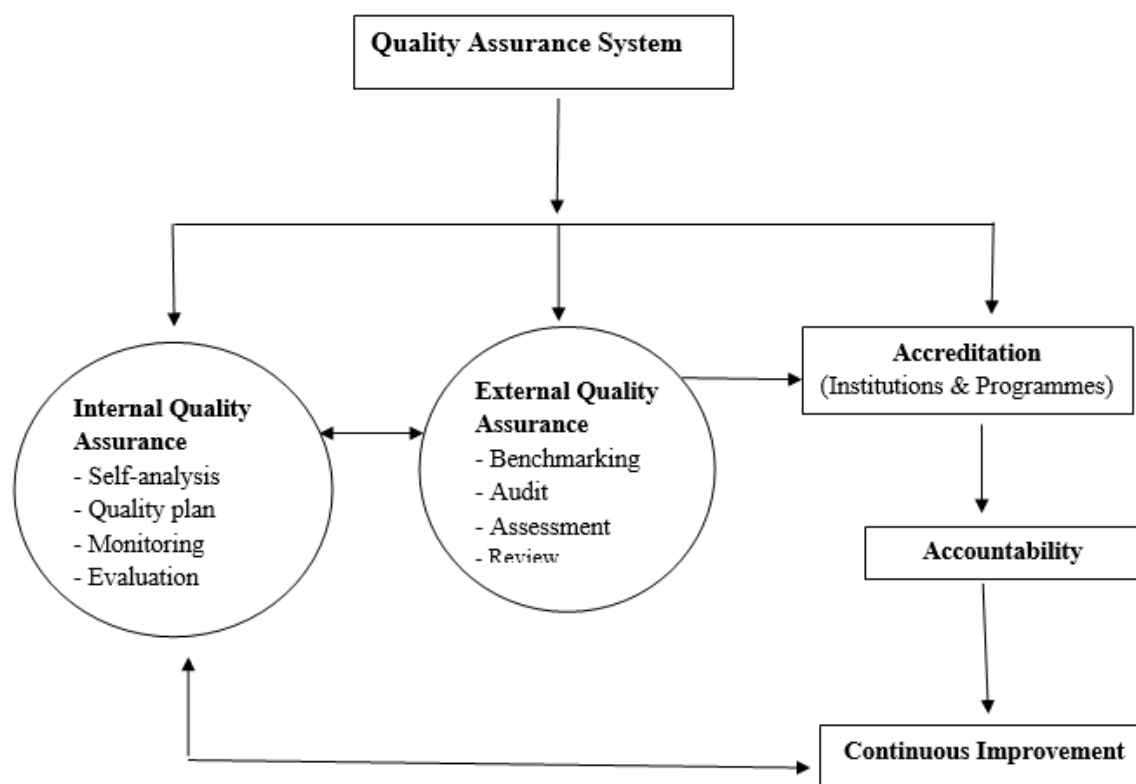 Quality Assurance System
Internal Quality
Assurance
- Self-analysis
- Quality plan
- Monitoring
- Evaluation
External Quality
Assurance
- Benchmarking
- Audit
- Assessment
- Review
Accreditation
(Institutions & Programmes)
Accountability
Continuous Improvement